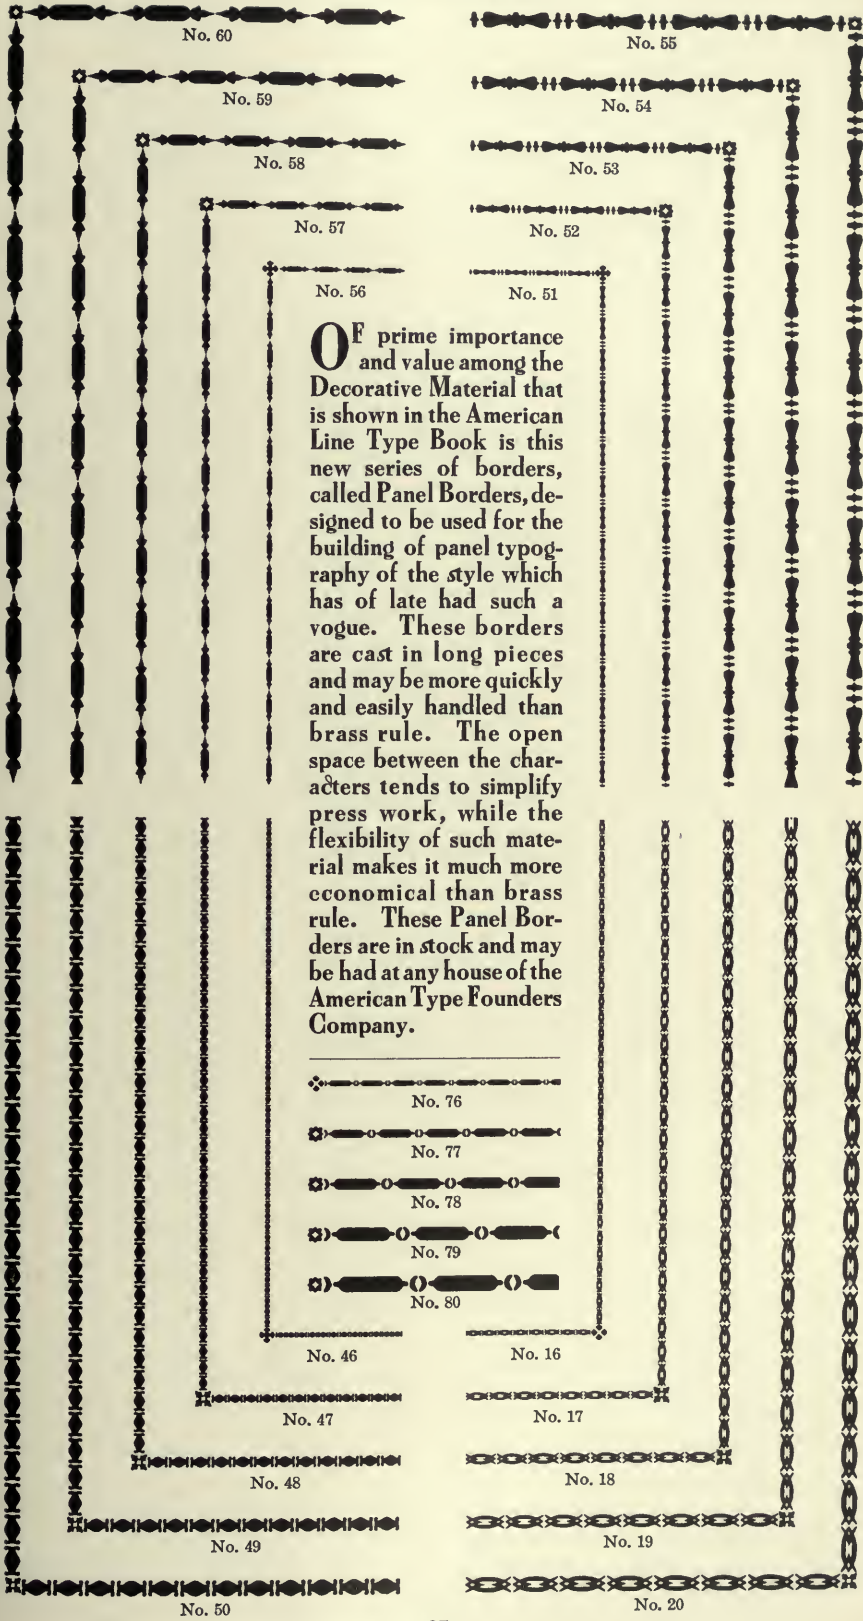 No. 60
No. 55
No. 59
No. 54
No. 58
No. 53
No. 57
No. 52
No. 56
No. 51
OF prime importance
and value among the
Decorative Material that
is shown in the American
Line Type Book is this
new series of borders,
called Panel Borders, de-
signed to be used for the
building of panel typog-
raphy of the style which
has of late had such a
vogue. These borders
are cast in long pieces
and may be more quickly
and easily handled than
brass rule. The open
space between the char-
acters tends to simplify
press work, while the
flexibility of such mate-
rial makes it much more
economical than brass
rule. These Panel Bor-
ders are in stock and may
be had at any house of the
American Type Founders
Company.
No. 76
No. 77
No. 78
No. 79
No. 80
No. 46
No. 16
No. 47
No. 17
No. 48
No. 18
No. 49
No. 19
No. 50
No. 20